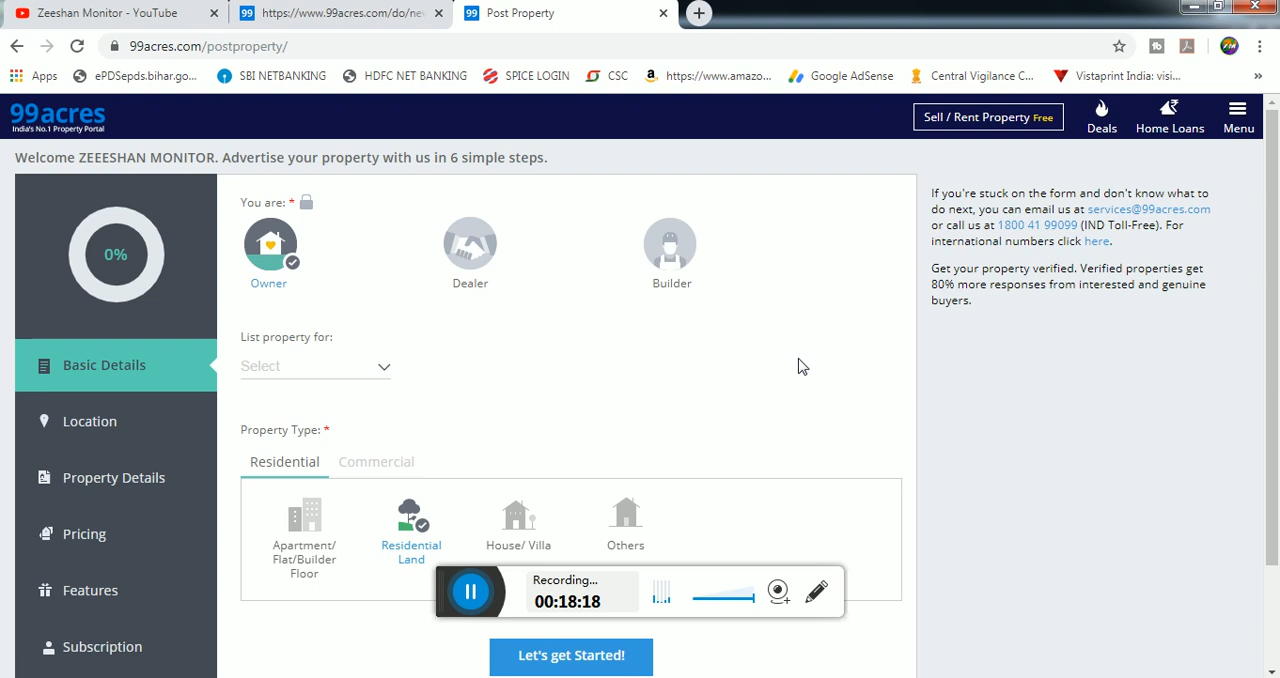 Zeeshan Monitor - YouTube
https://www.99acres.com/do/ne
Post Property
99acres.com/postproperty/
Apps
ePDSepds.bihar.go...
SBI NETBANKING
HDFC NET BANKING
SPICE LOGIN
CSC
https://www.amazo...
Google AdSense
Central Vigilance C...
Vistaprint India: visi...
99acres
India's No.1 Property Portal
Sell / Rent Property Free
Deals
Home Loans
Menu
Welcome ZEEESHAN MONITOR. Advertise your property with us in 6 simple steps.
0%
Basic Details
Location
Property Details
Pricing
Features
Subscription
You are: *
Owner
Dealer
Builder
List property for:
Select
Property Type: *
Residential
Commercial
Apartment/
Flat/Builder
Floor
Residential
Land
House/ Villa
Others
Recording...
00:18:18
Let's get Started!
If you're stuck on the form and don't know what to
do next, you can email us at services@99acres.com
or call us at 1800 41 99099 (IND Toll-Free). For
international numbers click here.
Get your property verified. Verified properties get
80% more responses from interested and genuine
buyers.